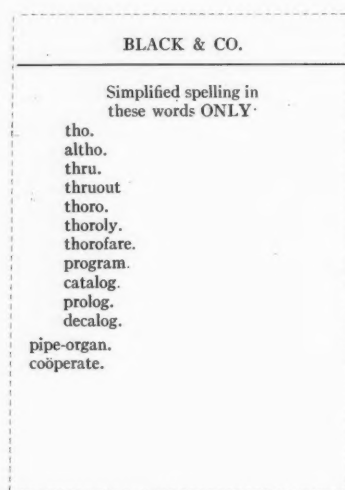 BLACK & CO.
Simplified spelling in
these words ONLY.
tho.
altho.
thru.
thruout
thoro.
thoroly.
thorofare.
program.
catalog.
prolog.
decalog.
pipe-organ.
coöperate.